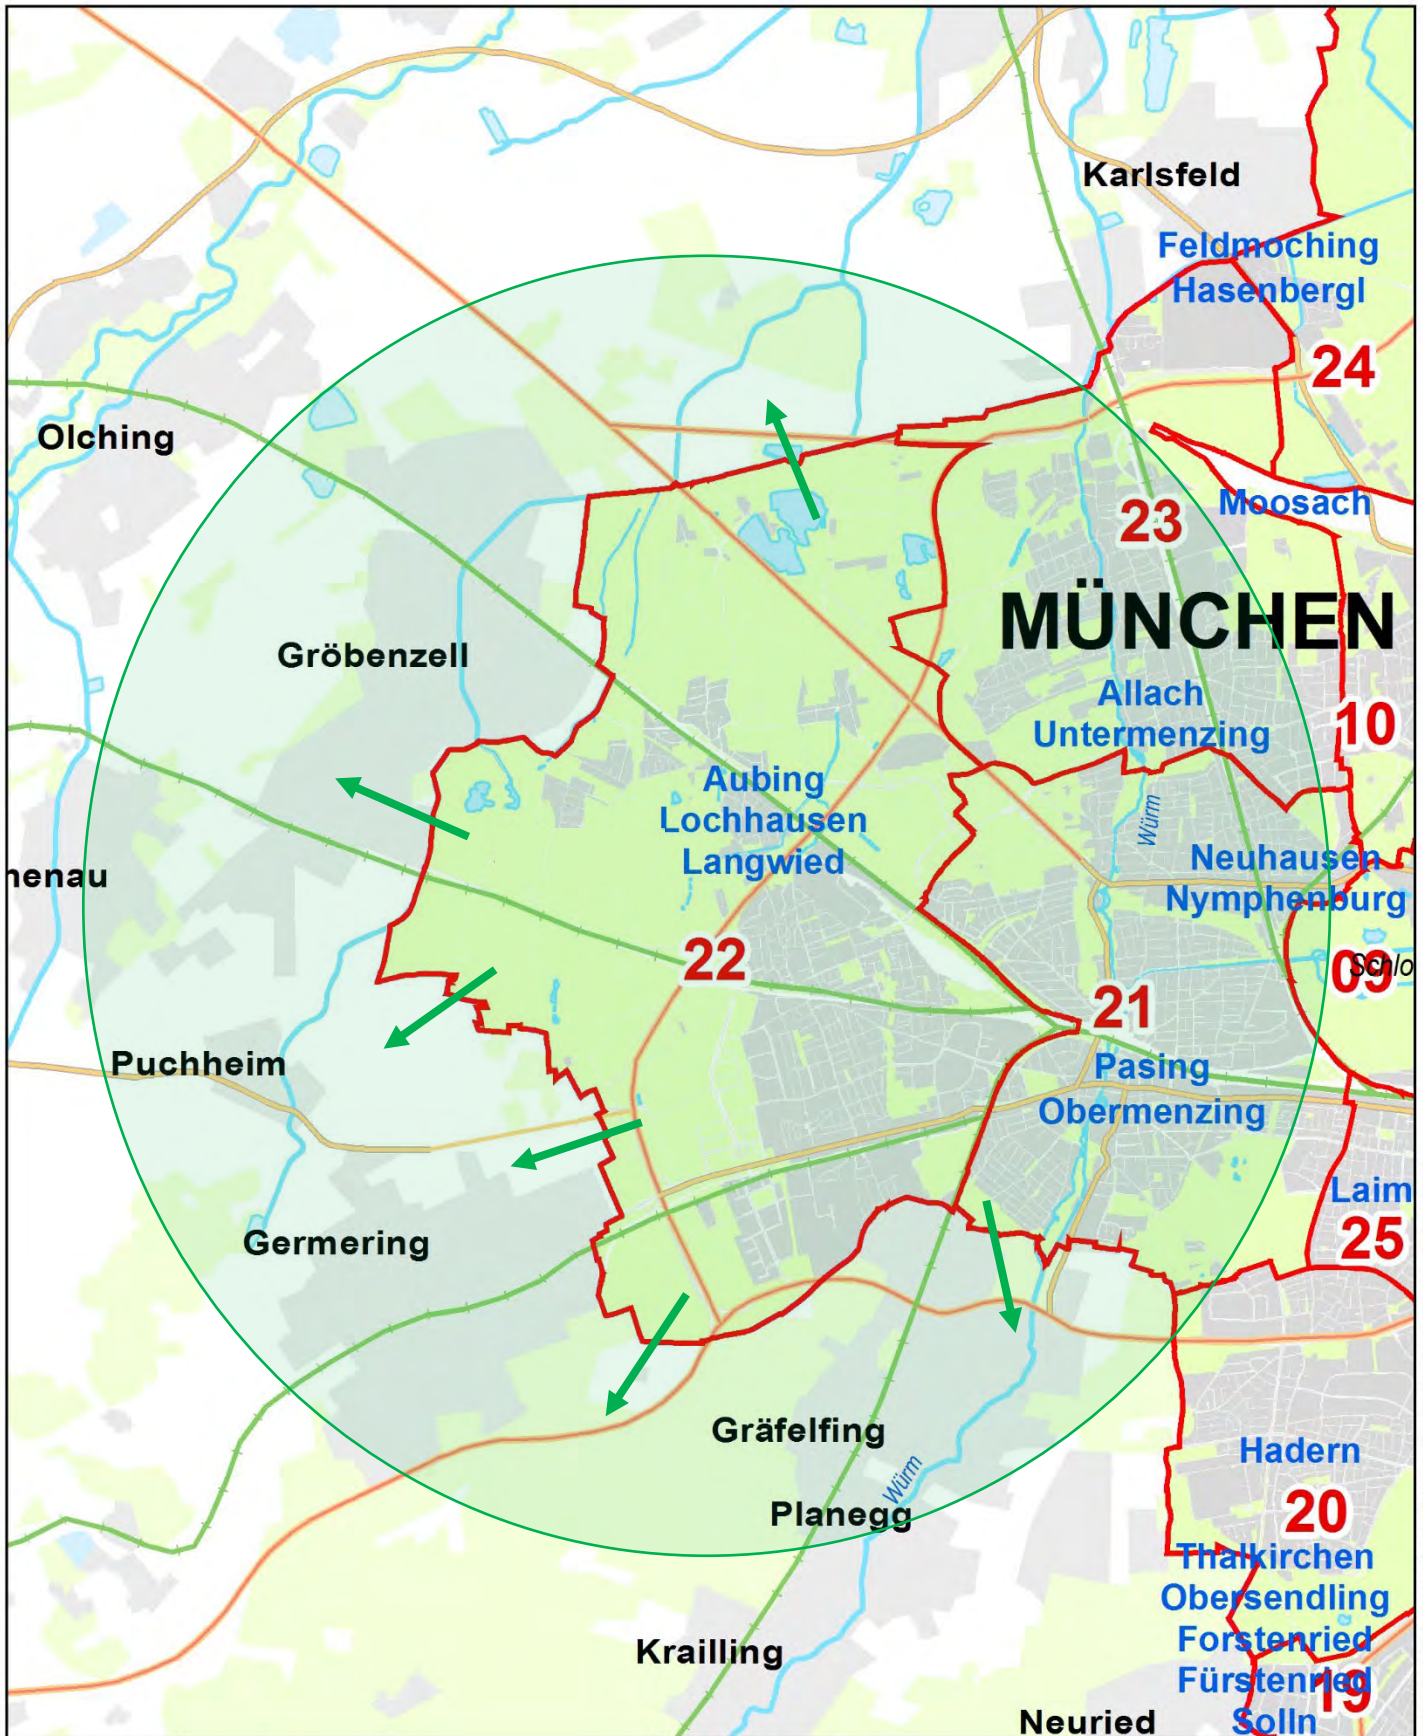 Karlsfeld
Feldmoching
Hasenbergl
24
Olching
Moosach
23
MÜNCHEN
Gröbenzell
Allach
Untermenzing
10
Aubing
Lochhausen
Langwied
Würm
Neuhausen
Nymphenburg
henau
22
09
Schlo
21
Puchheim
Pasing
Obermenzing
Laim
25
Germering
Gräfelfing
Hadern
Würm
Planegg
20
Thalkirchen
Obersendling
Forstenried
Fürstenried
19
Solln
Krailling
Neuried